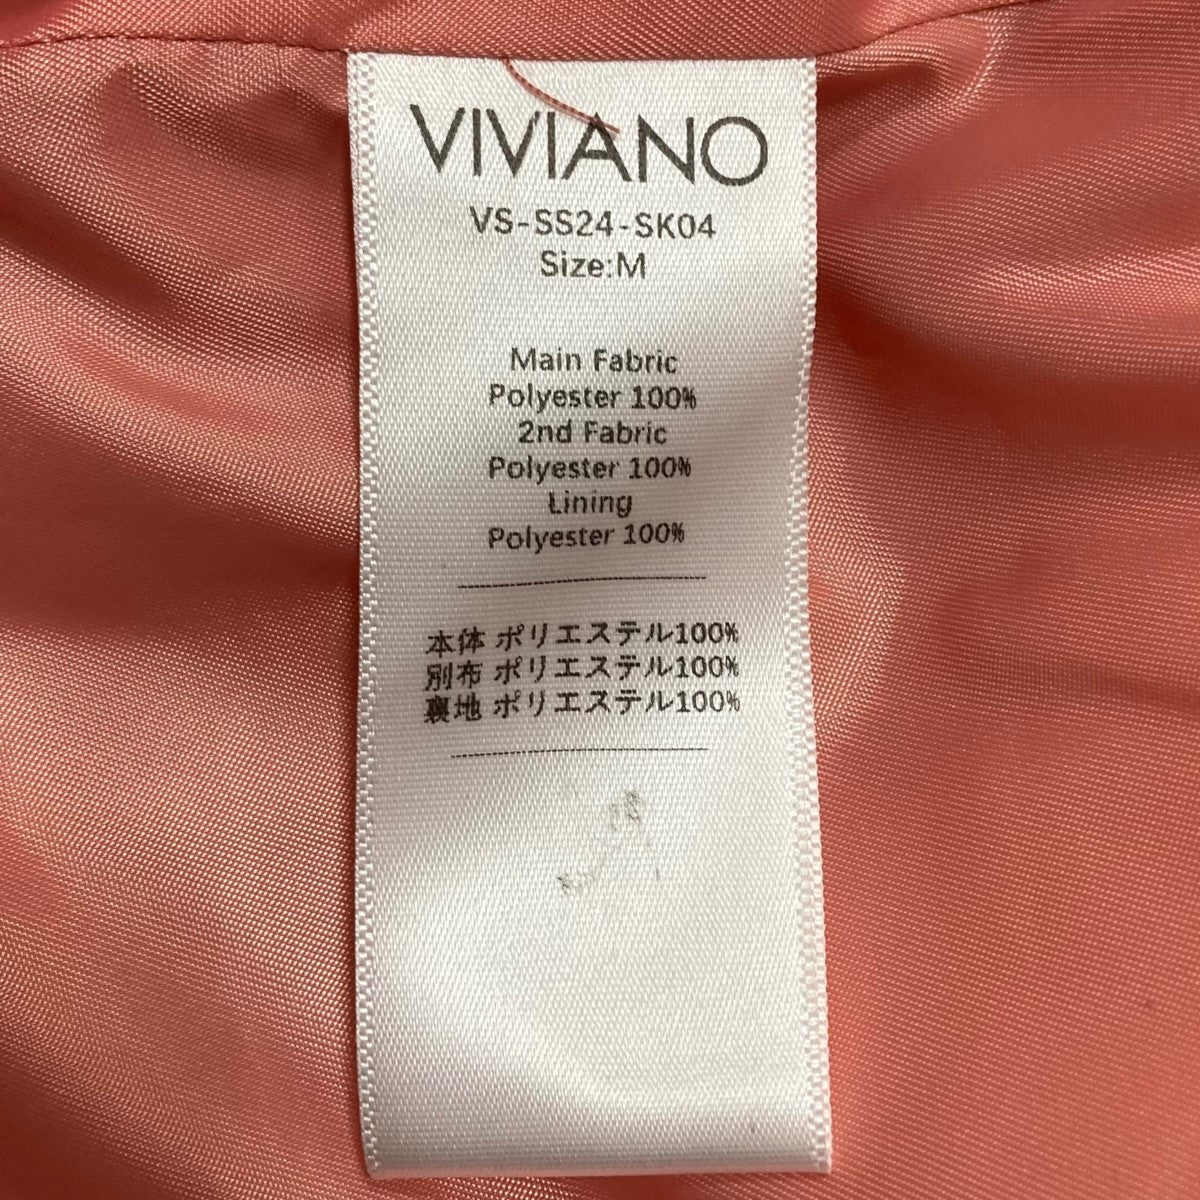 VIVIANO
VS-SS24-SK04
Size:M
Main Fabric
Polyester 100%
2nd Fabric
Polyester 100%
Lining
Polyester 100%
本体 ポリエステル100%
別布 ポリエステル100%
裏地 ポリエステル100%